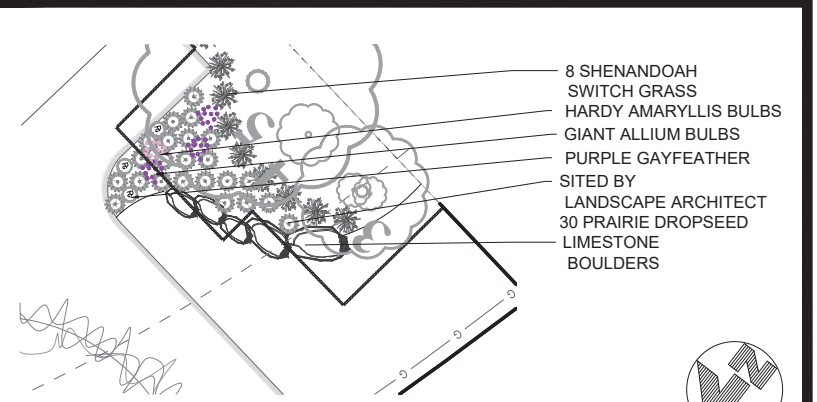 8 SHENANDOAH
SWITCH GRASS
HARDY AMARYLLIS BULBS
GIANT ALLIUM BULBS
PURPLE GAYFEATHER
SITED BY
LANDSCAPE ARCHITECT
30 PRAIRIE DROPSEED
LIMESTONE
BOULDERS
G
G
G